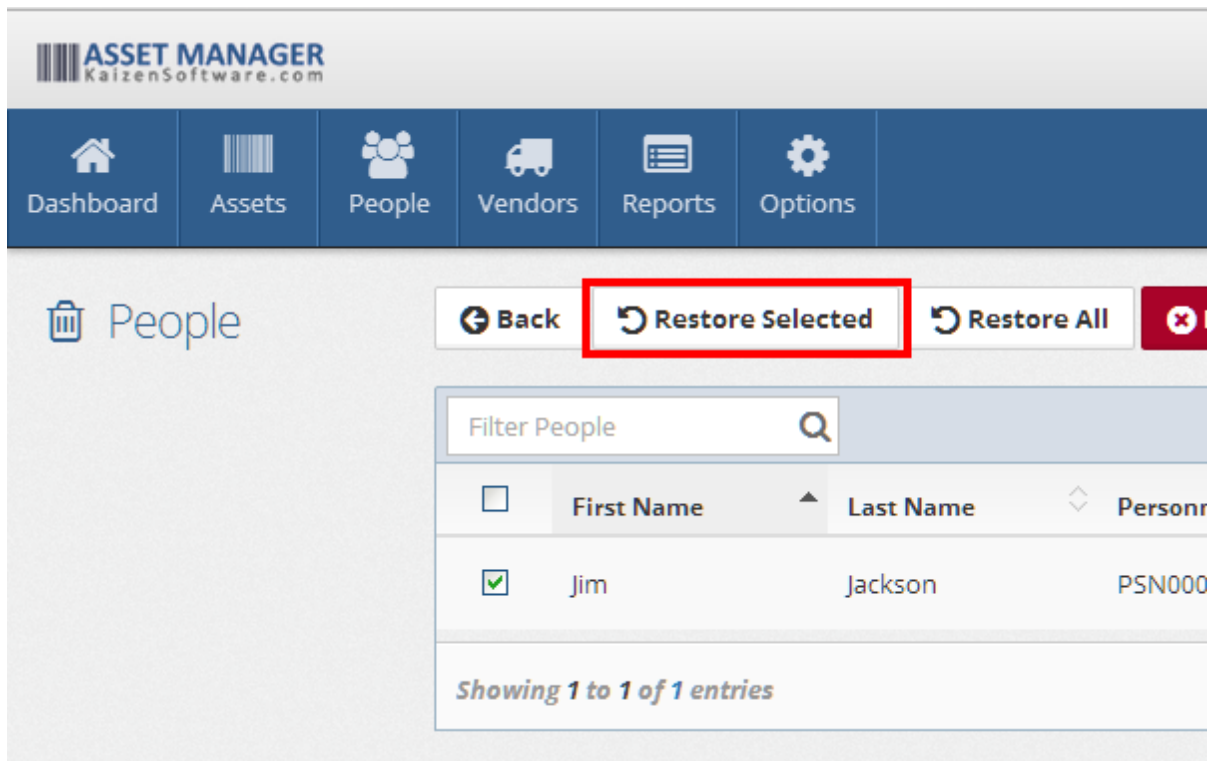 ASSET MANAGER
KaizenSoftware.com
Dashboard Assets People Vendors Reports Options
People
Back Restore Selected Restore All
Filter People
First Name Last Name
Jim Jackson PSN000
Showing 1 to 1 of 1 entries